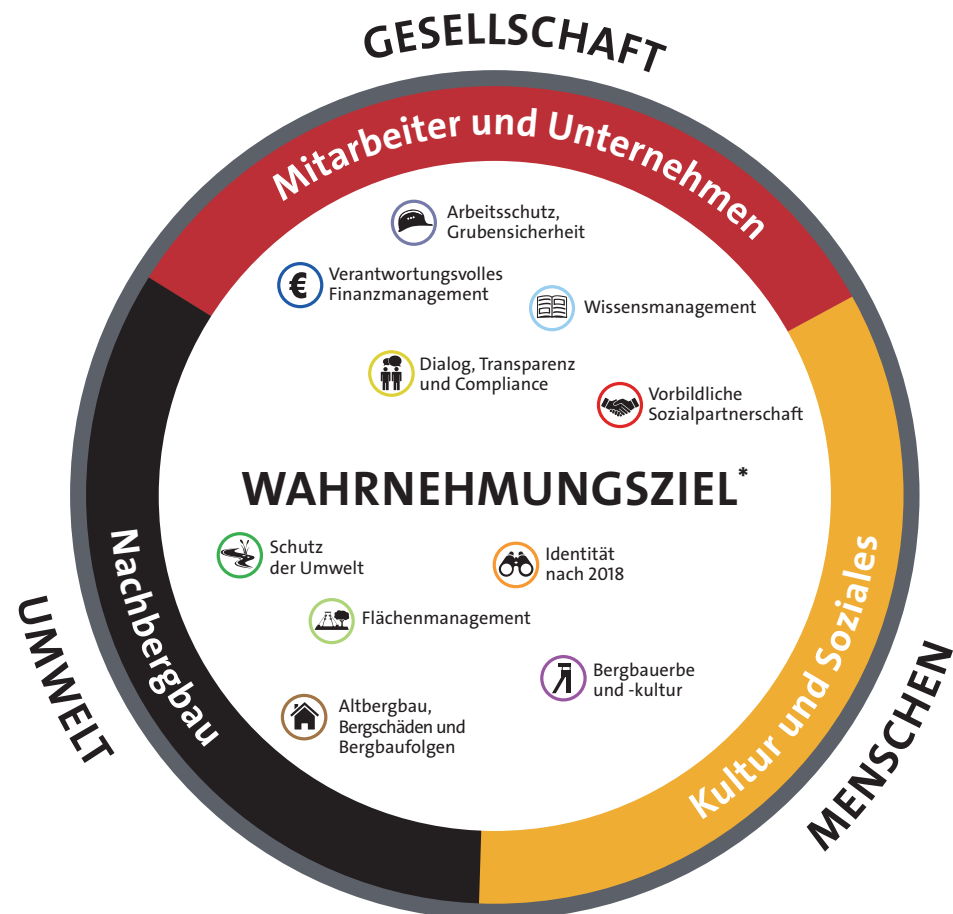 GESELLSCHAFT
Mitarbeiter und Unternehmen
Arbeitsschutz,
Grubensicherheit
€
Verantwortungsvolles
Finanzmanagement
Wissensmanagement
Dialog, Transparenz
und Compliance
Vorbildliche
Sozialpartnerschaft
WAHRNEHMUNGSZIEL*
Schutz
der Umwelt
Identität
nach 2018
Flächenmanagement
Bergbauerbe
und -kultur
Altbergbau,
Bergschäden und
Bergbaufolgen
Nachbergbau
Kultur und Soziales
UMWELT
MENSCHEN